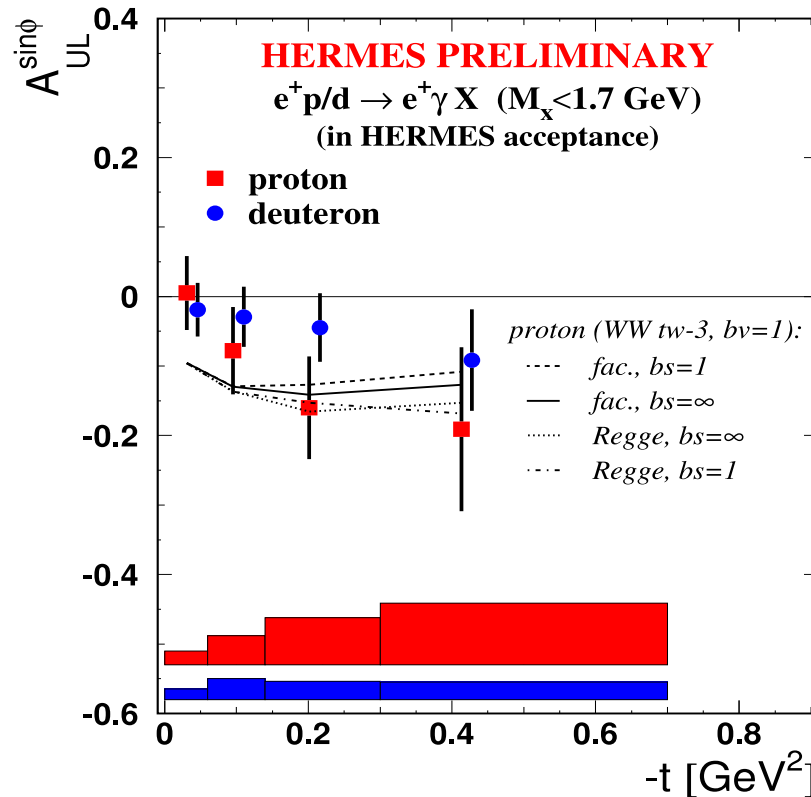 A_UL^sinϕ
0.4
0.2
0
-0.2
-0.4
-0.6
HERMES PRELIMINARY
e⁺p/d → e⁺γ X (Mₓ<1.7 GeV)
(in HERMES acceptance)
proton
deuteron
proton (WW tw-3, bv=1):
fac., bs=1
fac., bs=∞
Regge, bs=∞
Regge, bs=1
0 0.2 0.4 0.6 0.8
-t [GeV²]